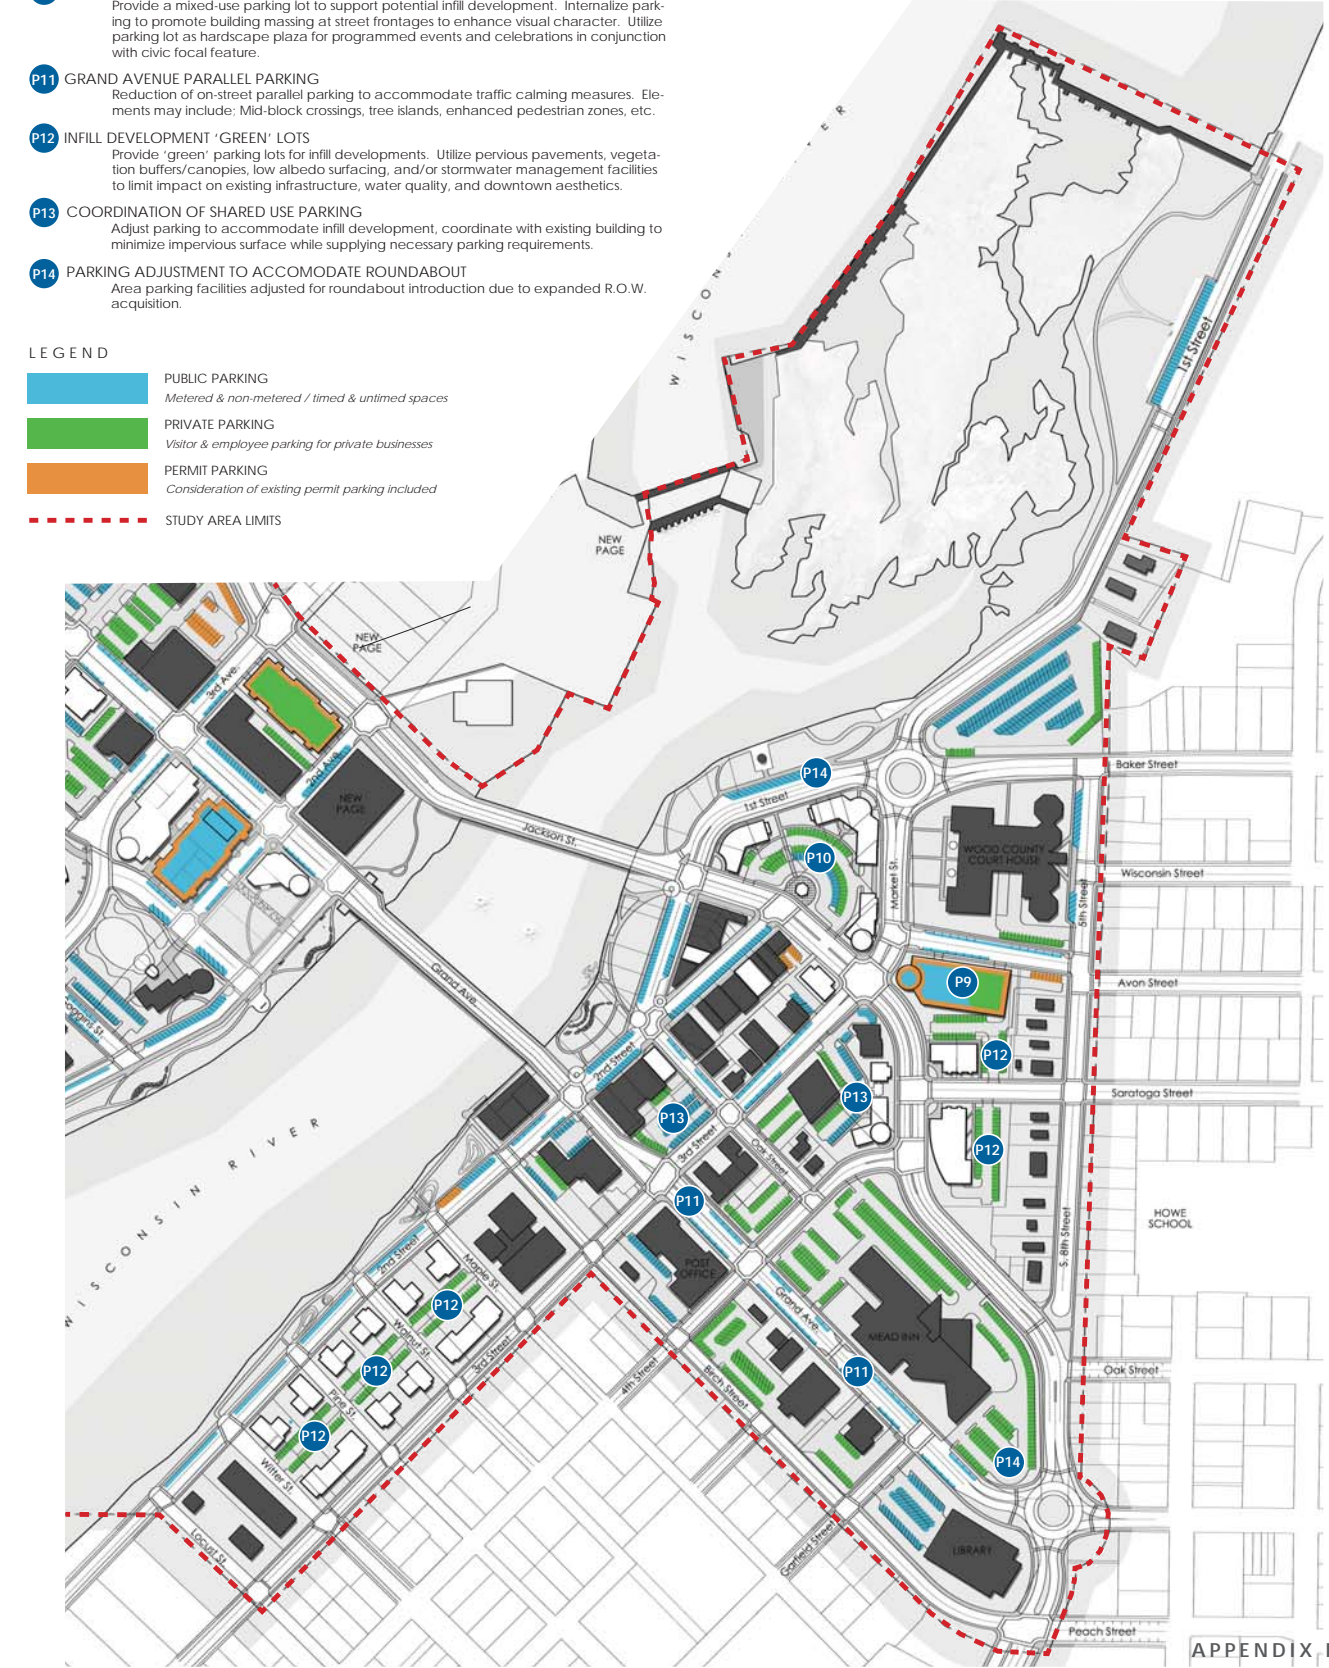 Provide a mixed-use parking lot to support potential infill development. Internalize park-
ing to promote building massing at street frontages to enhance visual character. Utilize
parking lot as hardscape plaza for programmed events and celebrations in conjunction
with civic focal feature.
P11 GRAND AVENUE PARALLEL PARKING
Reduction of on-street parallel parking to accommodate traffic calming measures. Ele-
ments may include; Mid-block crossings, tree islands, enhanced pedestrian zones, etc.
P12 INFILL DEVELOPMENT ‘GREEN’ LOTS
Provide ‘green’ parking lots for infill developments. Utilize pervious pavements, vegeta-
tion buffers/canopies, low albedo surfacing, and/or stormwater management facilities
to limit impact on existing infrastructure, water quality, and downtown aesthetics.
P13 COORDINATION OF SHARED USE PARKING
Adjust parking to accommodate infill development, coordinate with existing building to
minimize impervious surface while supplying necessary parking requirements.
P14 PARKING ADJUSTMENT TO ACCOMODATE ROUNDABOUT
Area parking facilities adjusted for roundabout introduction due to expanded R.O.W.
acquisition.
LEGEND
PUBLIC PARKING
Metered & non-metered / timed & untimed spaces
PRIVATE PARKING
Visitor & employee parking for private businesses
PERMIT PARKING
Consideration of existing permit parking included
STUDY AREA LIMITS
1st Street
NEW
PAGE
NEW
PAGE
3rd Ave.
2nd Ave.
NEW
PAGE
Jackson St.
P14
1st Street
Baker Street
P10
Market St.
WOOD COUNTY
COURT HOUSE
Wisconsin Street
5th Street
Grand Ave.
P9
Avon Street
2nd Street
P12
Saratoga Street
P13
P13
3rd Street
Oak Street
P12
WISCONSIN RIVER
P11
HOWE
SCHOOL
S. 8th Street
2nd Street
Maple St.
POST
OFFICE
P12
Grand Ave.
MEAD INN
Walnut St.
3rd Street
P12
4th Street
Birch Street
P11
Oak Street
Pine St.
P12
Witter St.
P14
Locust St.
Garfield Street
LIBRARY
Peach Street
APPENDIX